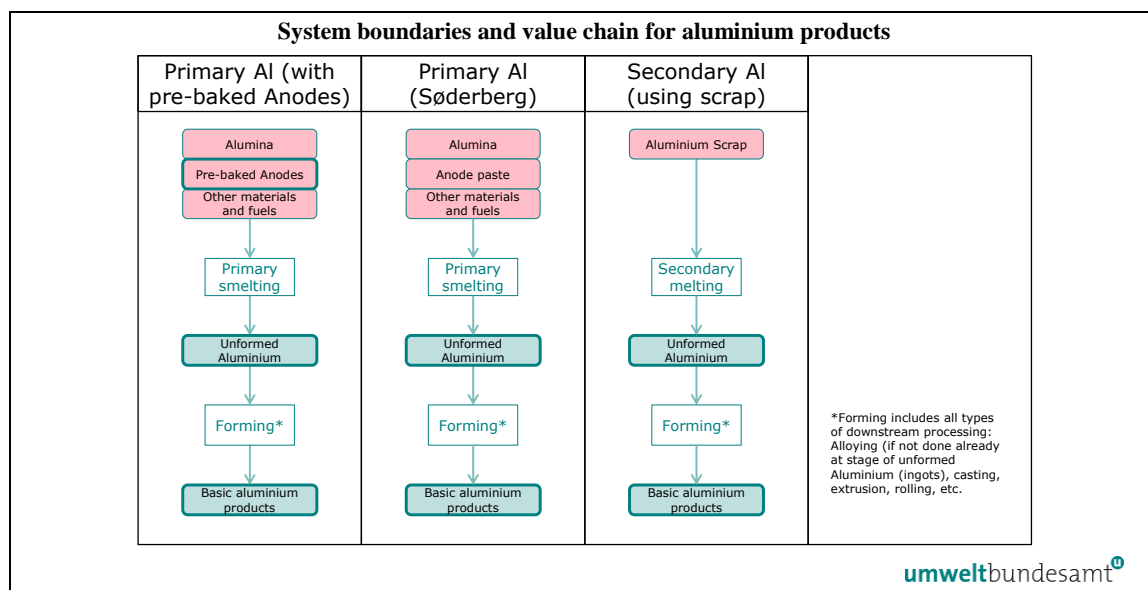 System boundaries and value chain for aluminium products
Primary Al (with
pre-baked Anodes)
Alumina
Pre-baked Anodes
Other materials
and fuels
Primary
smelting
Unformed
Aluminium
Forming*
Basic aluminium
products
Primary Al
(Søderberg)
Alumina
Anode paste
Other materials
and fuels
Primary
smelting
Unformed
Aluminium
Forming*
Basic aluminium
products
Secondary Al
(using scrap)
Aluminium Scrap
Secondary
melting
Unformed
Aluminium
Forming*
Basic aluminium
products
*Forming includes all types
of downstream processing:
Alloying (if not done already
at stage of unformed
Aluminium (ingots), casting,
extrusion, rolling, etc.
umweltbundesamt
u